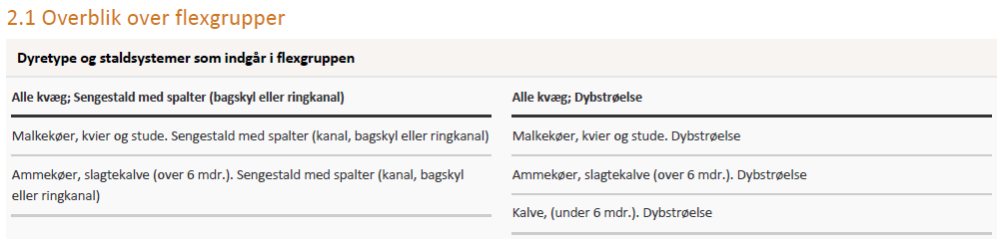 2.1 Overblik over flexgrupper
Dyretype og staldsystemer som indgår i flexgruppen
Alle kvæg; Sengestald med spalter (bagskyl eller ringkanal)
Malkekøer, kvier og stude. Sengestald med spalter (kanal, bagskyl eller ringkanal)
Ammekøer, slagtekalve (over 6 mdr.). Sengestald med spalter (kanal, bagskyl
eller ringkanal)
Alle kvæg; Dybstrøelse
Malkekøer, kvier og stude. Dybstrøelse
Ammekøer, slagtekalve (over 6 mdr.). Dybstrøelse
Kalve, (under 6 mdr.). Dybstrøelse